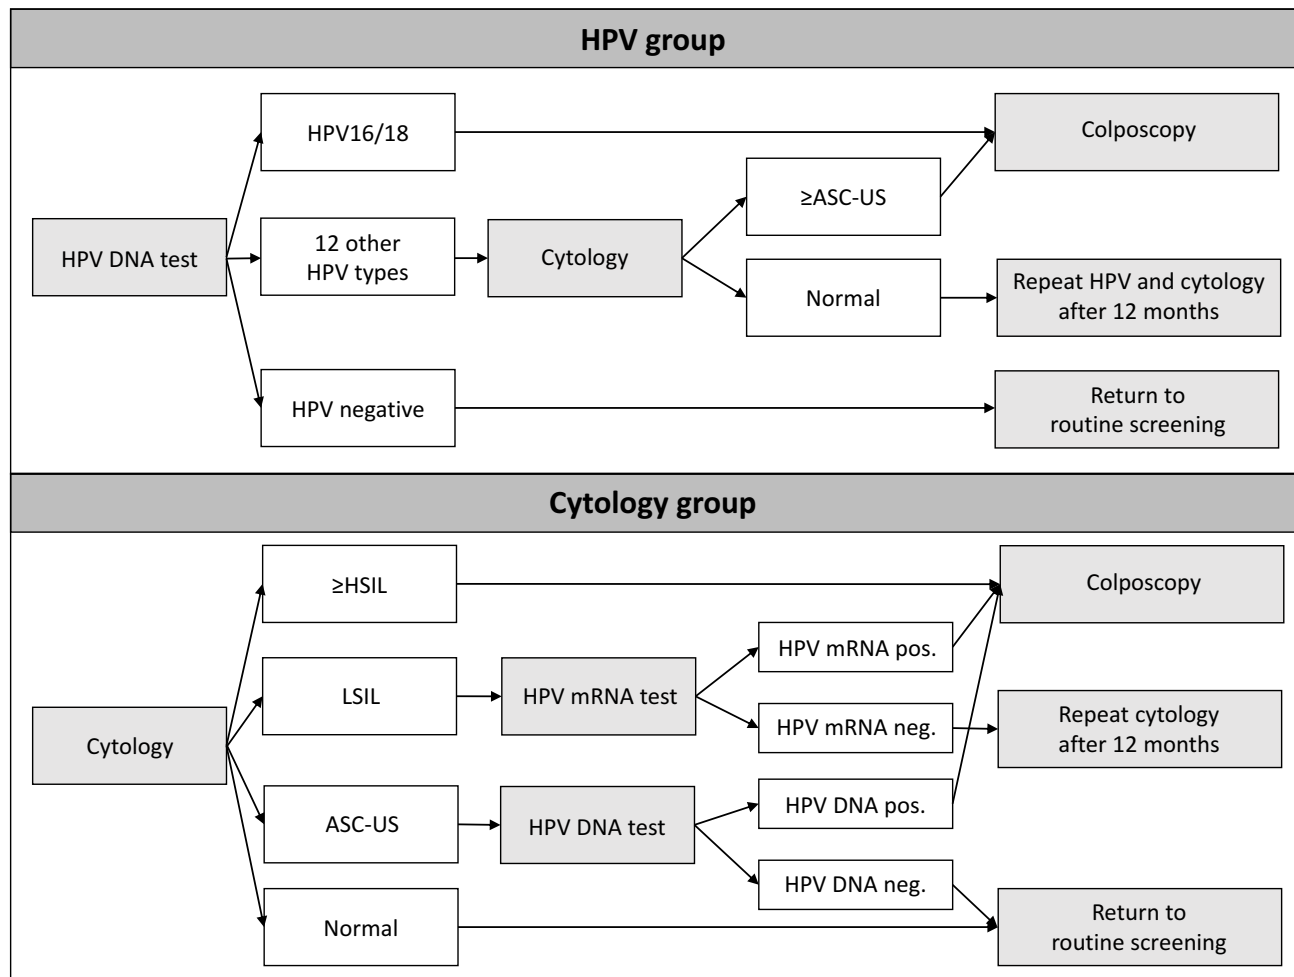 HPV group
HPV16/18
Colposcopy
≥ASC-US
HPV DNA test
12 other
HPV types
Cytology
Normal
Repeat HPV and cytology
after 12 months
HPV negative
Return to
routine screening
Cytology group
≥HSIL
Colposcopy
HPV mRNA pos.
LSIL
HPV mRNA test
HPV mRNA neg.
Repeat cytology
after 12 months
Cytology
HPV DNA pos.
ASC-US
HPV DNA test
HPV DNA neg.
Normal
Return to
routine screening